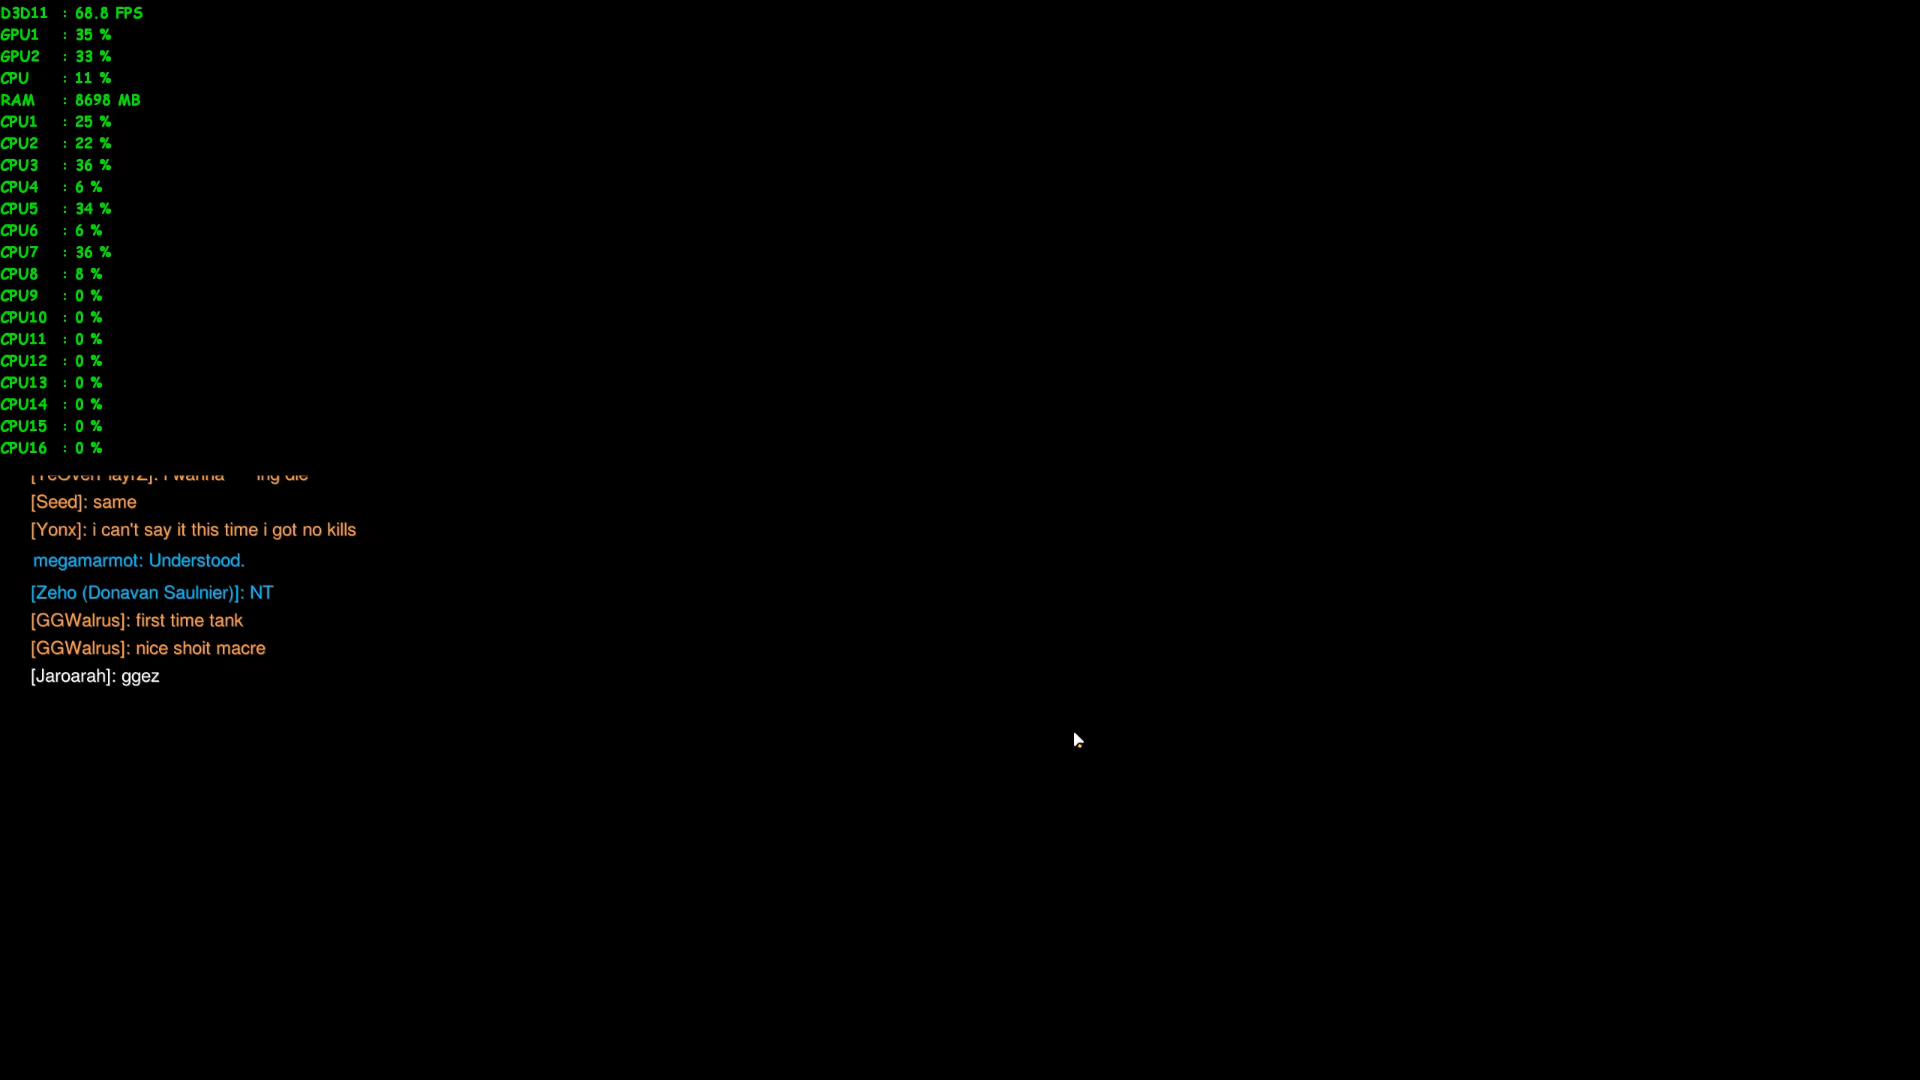 D3D11 : 68.8 FPS
GPU1 : 35 %
GPU2 : 33 %
CPU : 11 %
RAM : 8698 MB
CPU1 : 25 %
CPU2 : 22 %
CPU3 : 36 %
CPU4 : 6 %
CPU5 : 34 %
CPU6 : 6 %
CPU7 : 36 %
CPU8 : 8 %
CPU9 : 0 %
CPU10 : 0 %
CPU11 : 0 %
CPU12 : 0 %
CPU13 : 0 %
CPU14 : 0 %
CPU15 : 0 %
CPU16 : 0 %
i wanna ing die
[Seed]: same
[Yonx]: i can't say it this time i got no kills
megamarmot: Understood.
[Zeho (Donavan Saulnier)]: NT
[GGWalrus]: first time tank
[GGWalrus]: nice shoit macre
[Jaroarah]: ggez